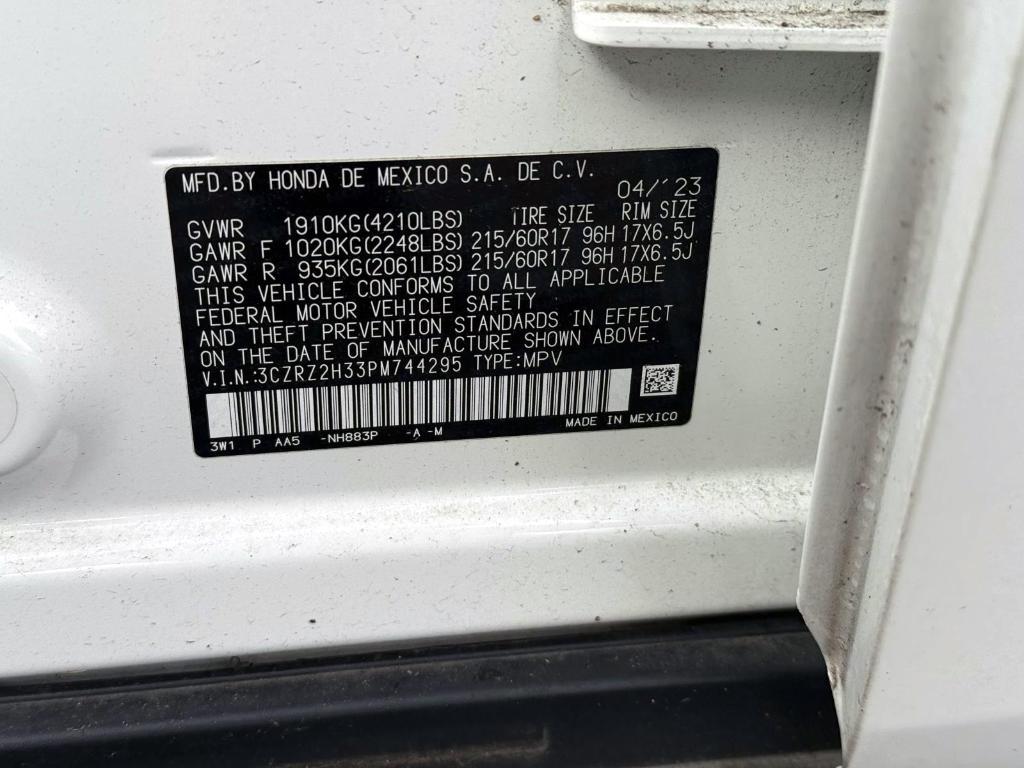 MFD.BY HONDA DE MEXICO S.A. DE C.V.
04/'23
GVWR 1910KG(4210LBS) TIRE SIZE RIM SIZE
GAWR F 1020KG(2248LBS) 215/60R17 96H 17X6.5J
GAWR R 935KG(2061LBS) 215/60R17 96H 17X6.5J
THIS VEHICLE CONFORMS TO ALL APPLICABLE
FEDERAL MOTOR VEHICLE SAFETY
AND THEFT PREVENTION STANDARDS IN EFFECT
ON THE DATE OF MANUFACTURE SHOWN ABOVE.
V.I.N.:3CZRZ2H33PM744295 TYPE:MPV
MADE IN MEXICO
3W1 P AA5 -NH883P -A -M